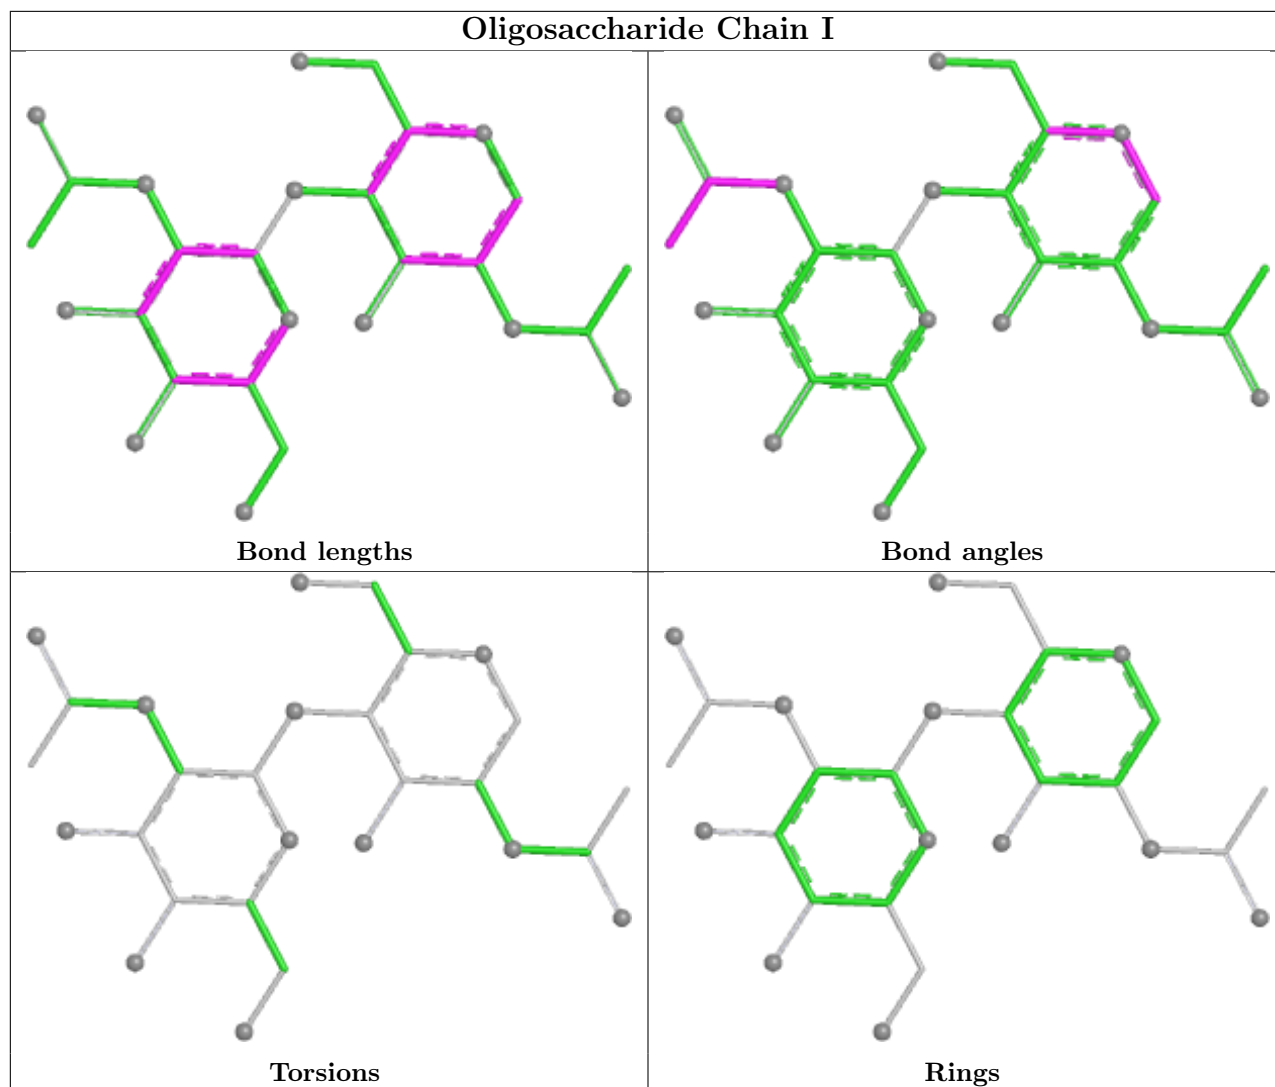 Oligosaccharide Chain I
Bond lengths
Bond angles
Torsions
Rings